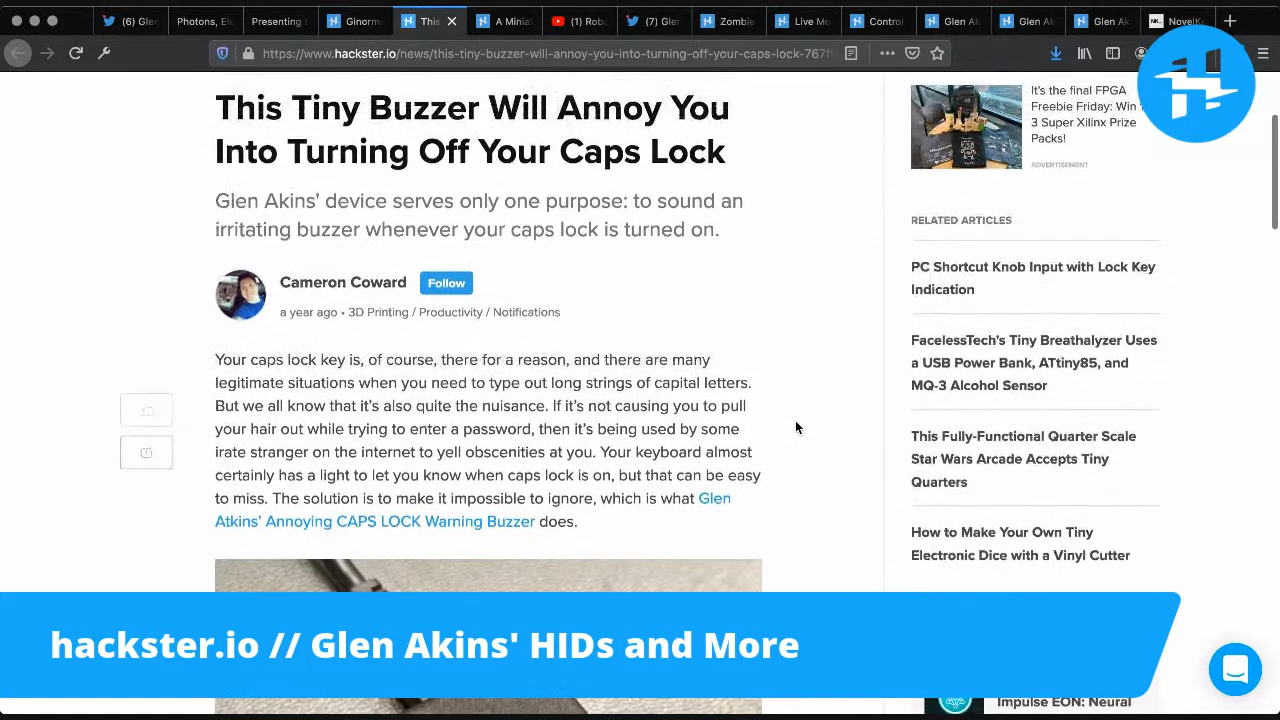 (6) Glen
Photons, Ele
Presenting
Ginorm
This
A Miniat
(1) Robo
(7) Glen
Zombie
Live Mo
Control
Glen Ak
Glen Ak
Glen Ak
NovelKe
https://www.hackster.io/news/this-tiny-buzzer-will-annoy-you-into-turning-off-your-caps-lock-767f
This Tiny Buzzer Will Annoy You
Into Turning Off Your Caps Lock
Glen Akins' device serves only one purpose: to sound an
irritating buzzer whenever your caps lock is turned on.
Cameron Coward
Follow
a year ago • 3D Printing / Productivity / Notifications
Your caps lock key is, of course, there for a reason, and there are many
legitimate situations when you need to type out long strings of capital letters.
But we all know that it's also quite the nuisance. If it's not causing you to pull
your hair out while trying to enter a password, then it's being used by some
irate stranger on the internet to yell obscenities at you. Your keyboard almost
certainly has a light to let you know when caps lock is on, but that can be easy
to miss. The solution is to make it impossible to ignore, which is what Glen
Atkins' Annoying CAPS LOCK Warning Buzzer does.
It's the final FPGA
Freebie Friday: Win 1
3 Super Xilinx Prize
Packs!
ADVERTISEMENT
RELATED ARTICLES
PC Shortcut Knob Input with Lock Key
Indication
FacelessTech's Tiny Breathalyzer Uses
a USB Power Bank, ATtiny85, and
MQ-3 Alcohol Sensor
This Fully-Functional Quarter Scale
Star Wars Arcade Accepts Tiny
Quarters
How to Make Your Own Tiny
Electronic Dice with a Vinyl Cutter
hackster.io // Glen Akins' HIDs and More
Impulse EON: Neural